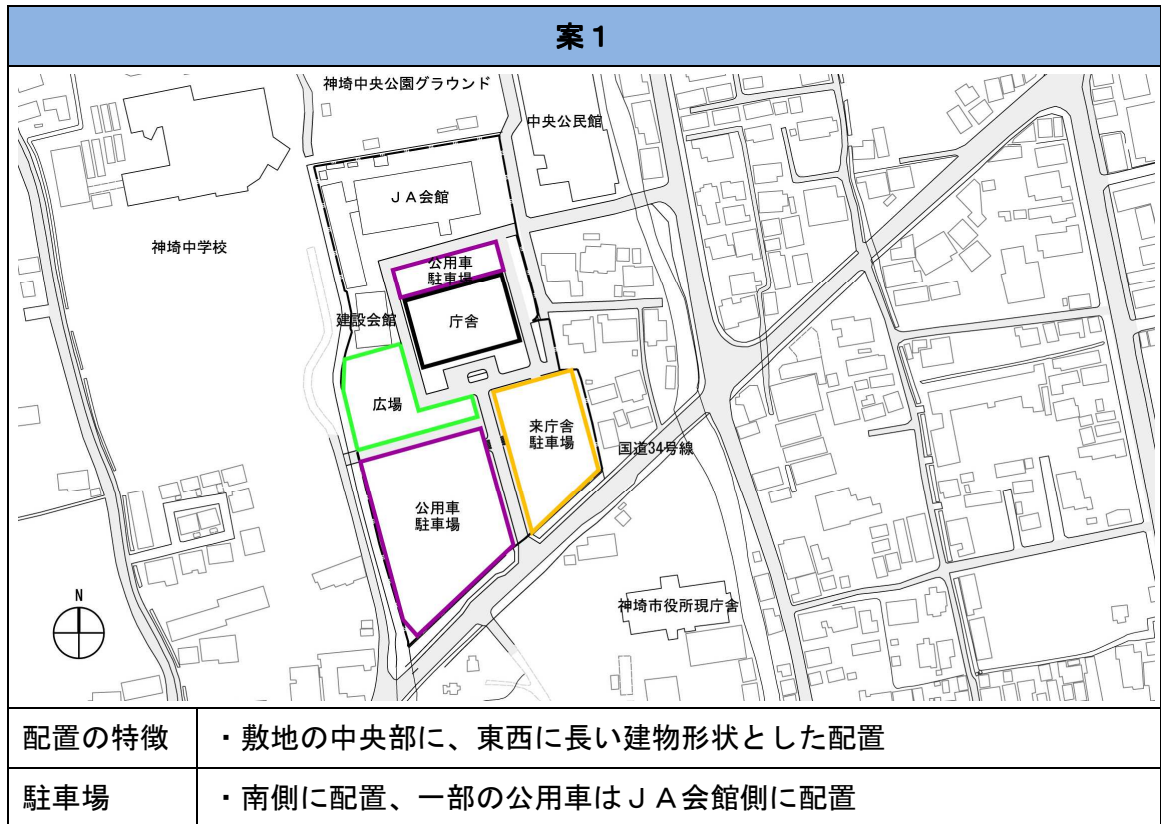 案1
神埼中央公園グラウンド
中央公民館
ＪＡ会館
神埼中学校
公用車
駐車場
建設会館
庁舎
広場
来庁舎
駐車場
国道34号線
公用車
駐車場
N
神埼市役所現庁舎
配置の特徴
・敷地の中央部に、東西に長い建物形状とした配置
駐車場
・南側に配置、一部の公用車はＪＡ会館側に配置